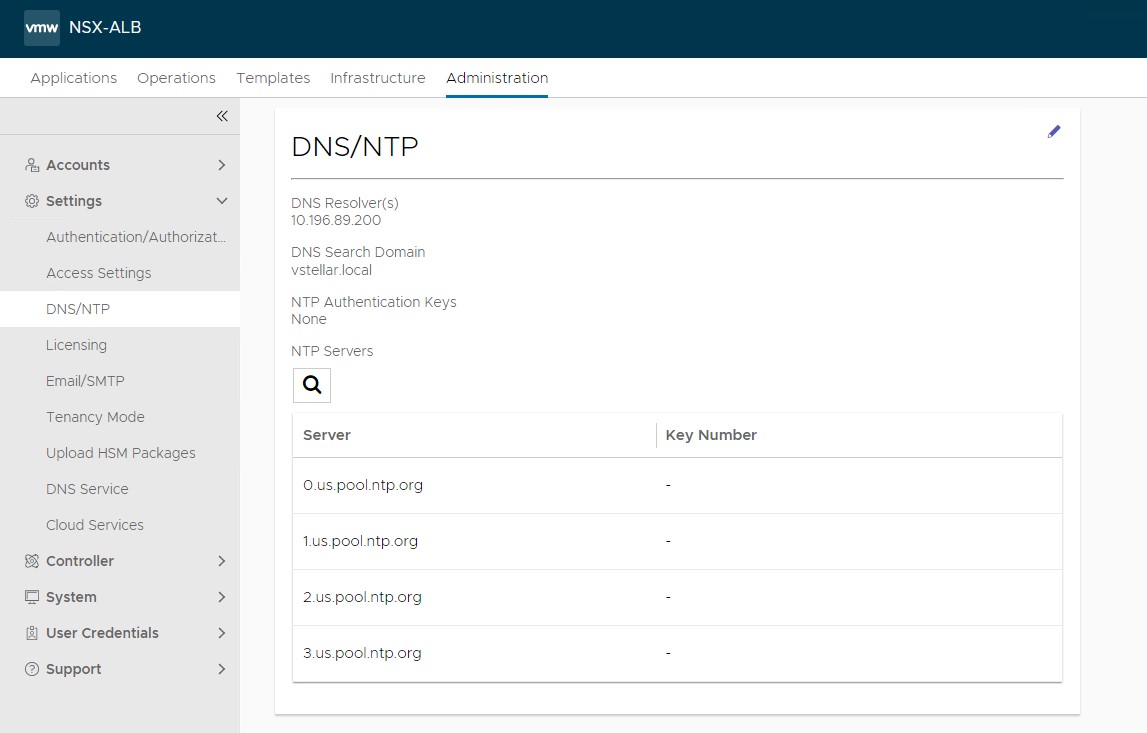 vmw NSX-ALB
Applications Operations Templates Infrastructure Administration
Accounts
Settings
Authentication/Authorizat...
Access Settings
DNS/NTP
Licensing
Email/SMTP
Tenancy Mode
Upload HSM Packages
DNS Service
Cloud Services
Controller
System
User Credentials
Support
DNS/NTP
DNS Resolver(s)
10.196.89.200
DNS Search Domain
vstellar.local
NTP Authentication Keys
None
NTP Servers
Server Key Number
0.us.pool.ntp.org -
1.us.pool.ntp.org -
2.us.pool.ntp.org -
3.us.pool.ntp.org -